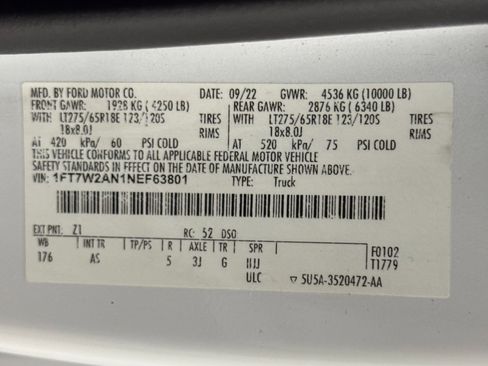 MFD. BY FORD MOTOR CO. DATE: 09/22 GVWR: 4536 KG (10000 LB)
FRONT GAWR: 1928 KG (4250 LB) REAR GAWR: 2876 KG (6340 LB)
WITH LT275/65R18E 123/120S TIRES WITH LT275/65R18E 123/120S TIRES
18x8.0J RIMS 18x8.0J RIMS
AT 420 kPa/ 60 PSI COLD AT 520 kPa/ 75 PSI COLD
THIS VEHICLE CONFORMS TO ALL APPLICABLE FEDERAL MOTOR VEHICLE
SAFETY STANDARDS IN EFFECT ON THE DATE OF MANUFACTURE SHOWN ABOVE.
VIN: 1FT7W2AN1NEF63801 TYPE: Truck
EXT PNT: Z1 RC: 52 DSO
WB INT TR TP/PS R AXLE TR SPR F0102
176 AS 5 3J G T1779
ULC ▽ 5U5A-3520472-AA